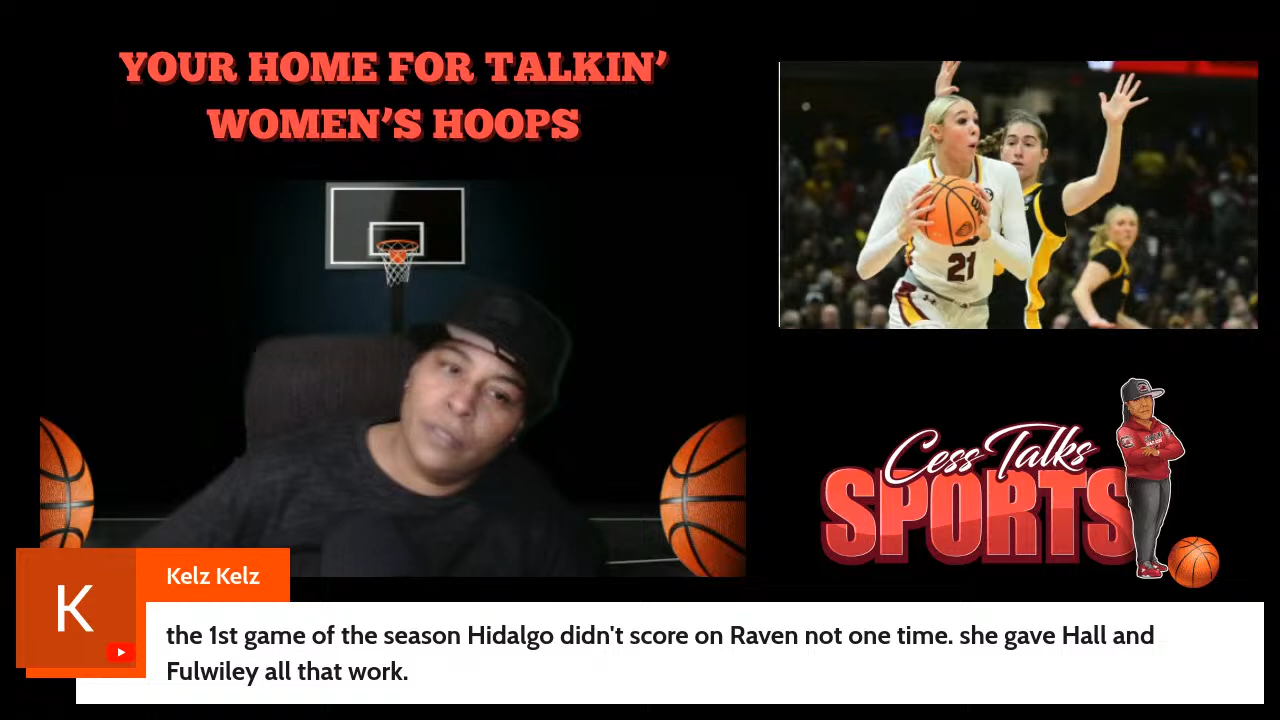 YOUR HOME FOR TALKIN'
WOMEN'S HOOPS
21
Cess Talks
SPORTS
K
Kelz Kelz
the 1st game of the season Hidalgo didn't score on Raven not one time. she gave Hall and
Fulwiley all that work.